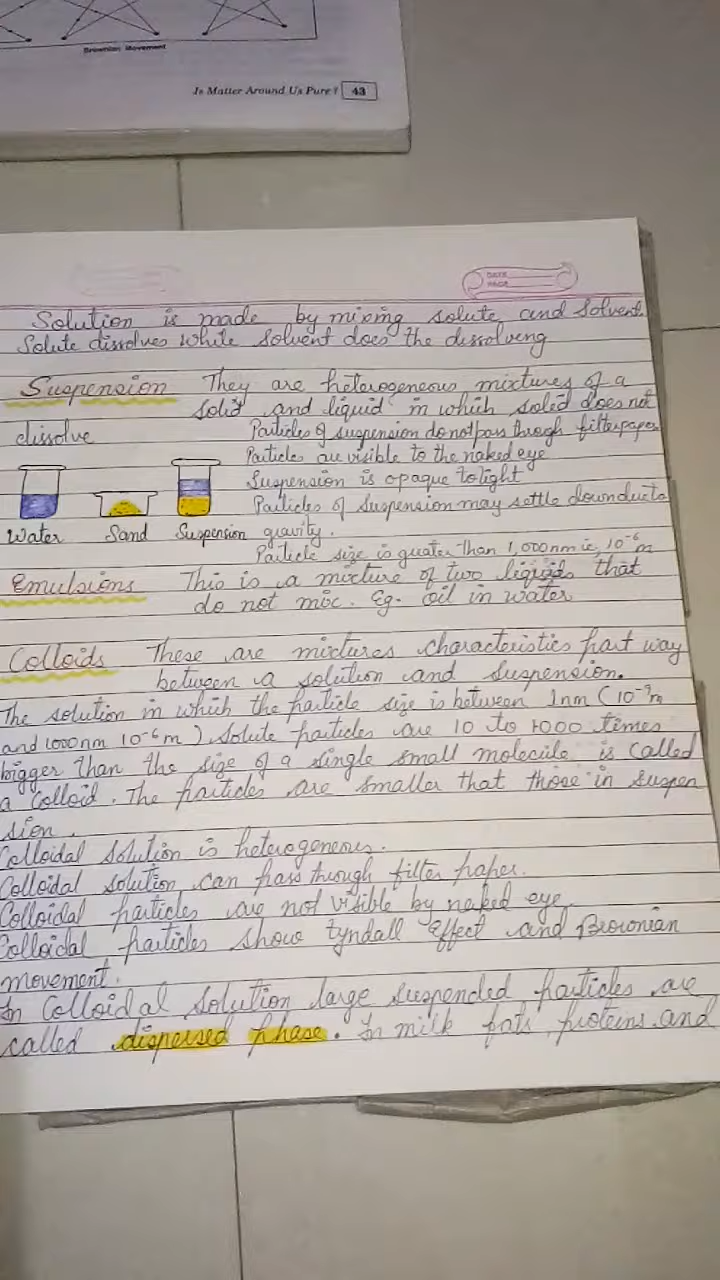 Brownian Movement
Is Matter Around Us Pure? 43
DATE
PAGE
Solution is made by mixing solute and solvent.
Solute dissolves while solvent does the dissolving
Suspension They are heterogeneous mixtures of a
solid and liquid in which solid does not
dissolve
Particles of suspension do not pass through filter paper
Particles are visible to the naked eye
Suspension is opaque to light
Particles of suspension may settle down due to
Water Sand Suspension gravity.
Particle size is greater than 1,000nm ie, 10⁻⁶m
Emulsions This is a mixture of two liquids that
do not mix. Eg. oil in water
Colloids These are mixtures characteristics part way
between a solution and suspension.
The solution in which the particle size is between 1nm (10⁻⁹m
and 1000nm 10⁻⁶m) Solute particles are 10 to 1000 times
bigger than the size of a single small molecule is called
a colloid. The particles are smaller that those in suspen
sion.
Colloidal solution is heterogeneous.
Colloidal solution can pass through filter paper.
Colloidal particles are not visible by naked eye.
Colloidal particles show tyndall effect and Brownian
movement.
In Colloidal solution large suspended particles are
called dispersed phase. In milk fats, proteins and